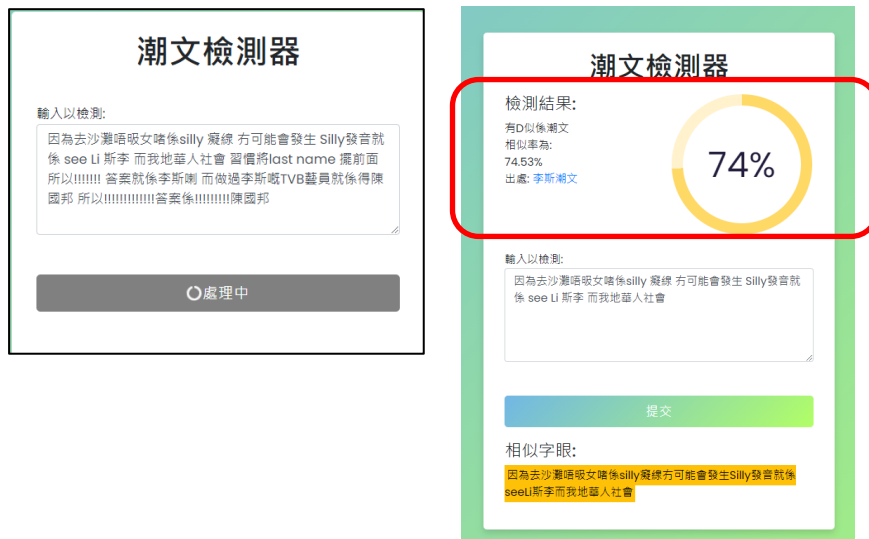 潮文檢測器
輸入以檢測:
因為去沙灘唔昅女啫係silly 癡線 冇可能會發生 Silly發音就
係 see Li 斯李 而我地華人社會 習慣將last name 擺前面
所以!!!!!!! 答案就係李斯喇 而做過李斯嘅TVB藝員就係得陳
國邦 所以!!!!!!!!!!!!!答案係!!!!!!!!!陳國邦
處理中
潮文檢測器
檢測結果:
有D似係潮文
相似率為:
74.53%
出處: 李斯潮文
74%
輸入以檢測:
因為去沙灘唔昅女啫係silly 癡線 冇可能會發生 Silly發音就
係 see Li 斯李 而我地華人社會
提交
相似字眼:
因為去沙灘唔昅女啫係silly癡線冇可能會發生Silly發音就係
seeLi斯李而我地華人社會